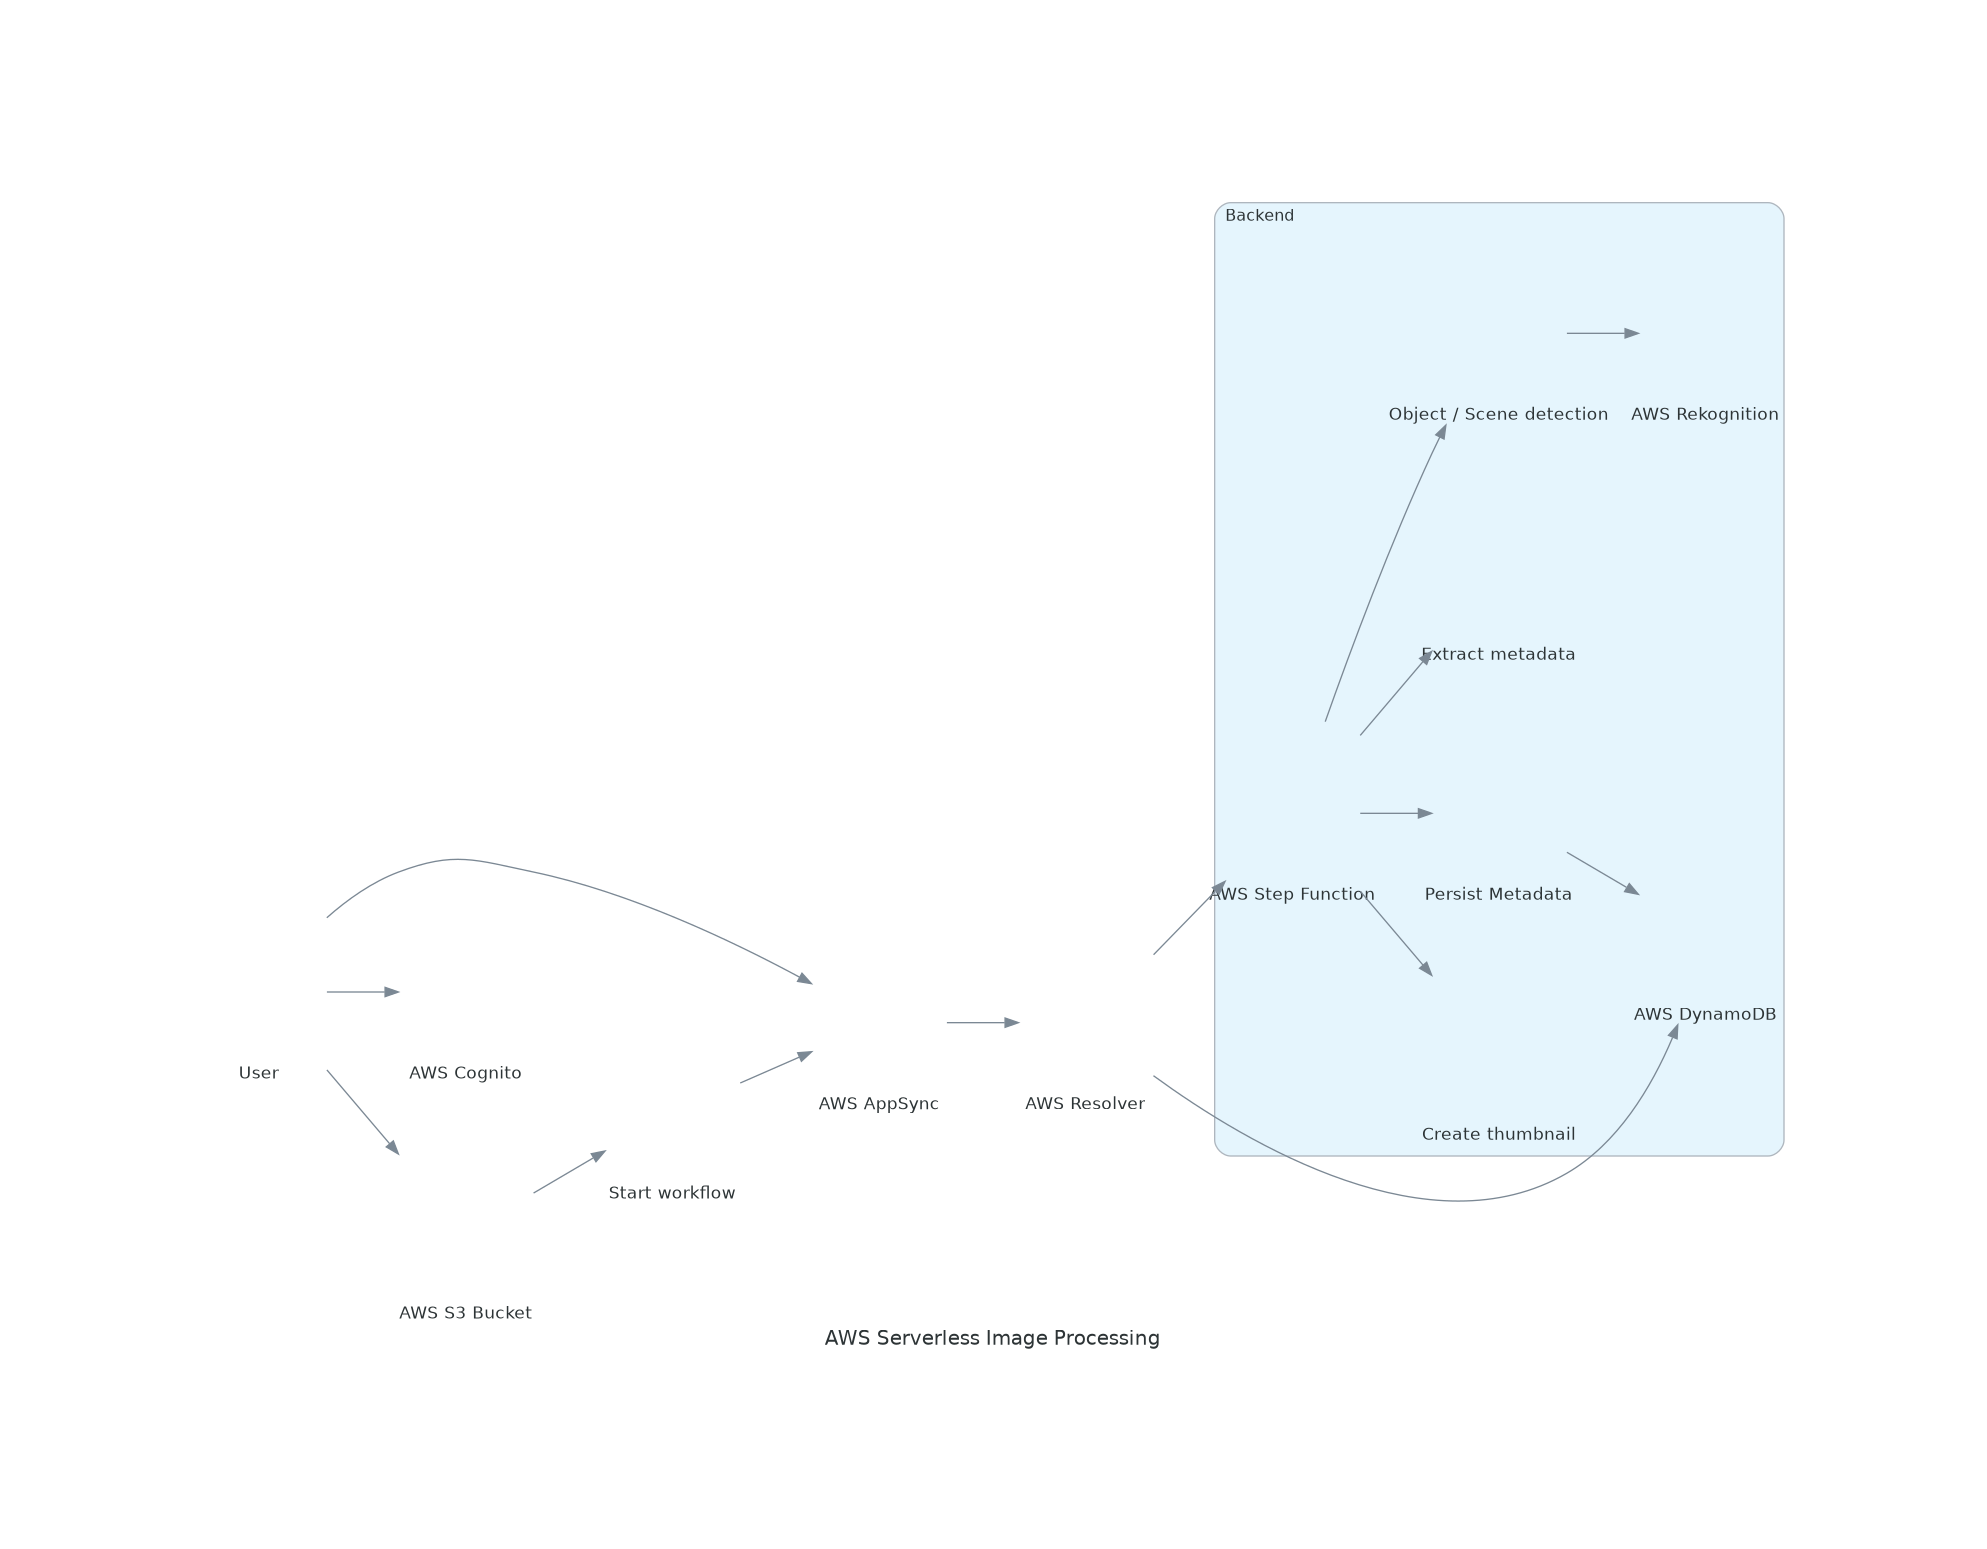 Backend
Object / Scene detection
AWS Rekognition
Extract metadata
AWS Step Function
Persist Metadata
AWS DynamoDB
User
AWS Cognito
AWS AppSync
AWS Resolver
Create thumbnail
Start workflow
AWS S3 Bucket
AWS Serverless Image Processing